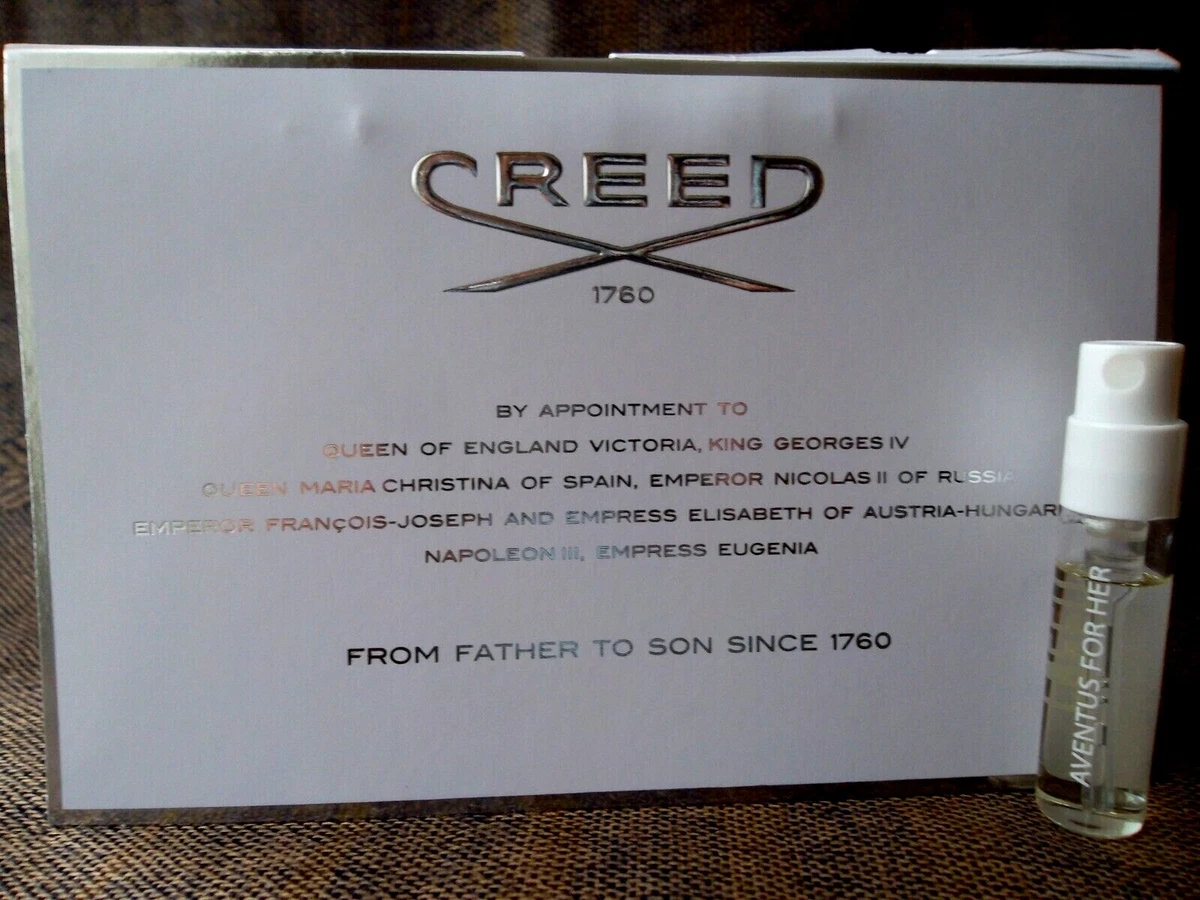 CREED
1760
BY APPOINTMENT TO
QUEEN OF ENGLAND VICTORIA, KING GEORGES IV
QUEEN MARIA CHRISTINA OF SPAIN, EMPEROR NICOLAS II OF RUSSIA
EMPEROR FRANÇOIS-JOSEPH AND EMPRESS ELISABETH OF AUSTRIA-HUNGARI
NAPOLEON III, EMPRESS EUGENIA
FROM FATHER TO SON SINCE 1760
AVENTUS FOR HER